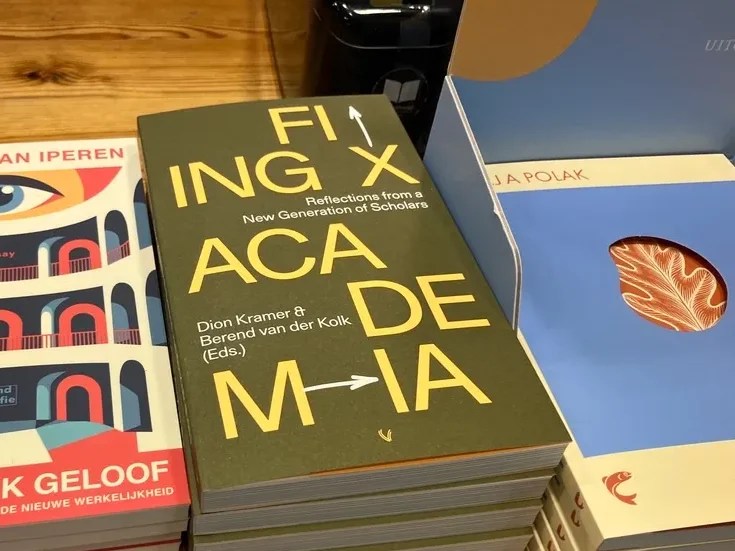 AN IPEREN
K GELOOF
DE NIEUWE WERKELIJKHEID
FI
ING X
Reflections from a
New Generation of Scholars
ACA
DE
Dion Kramer &
Berend van der Kolk
(Eds.)
M IA
J A POLAK
UIT